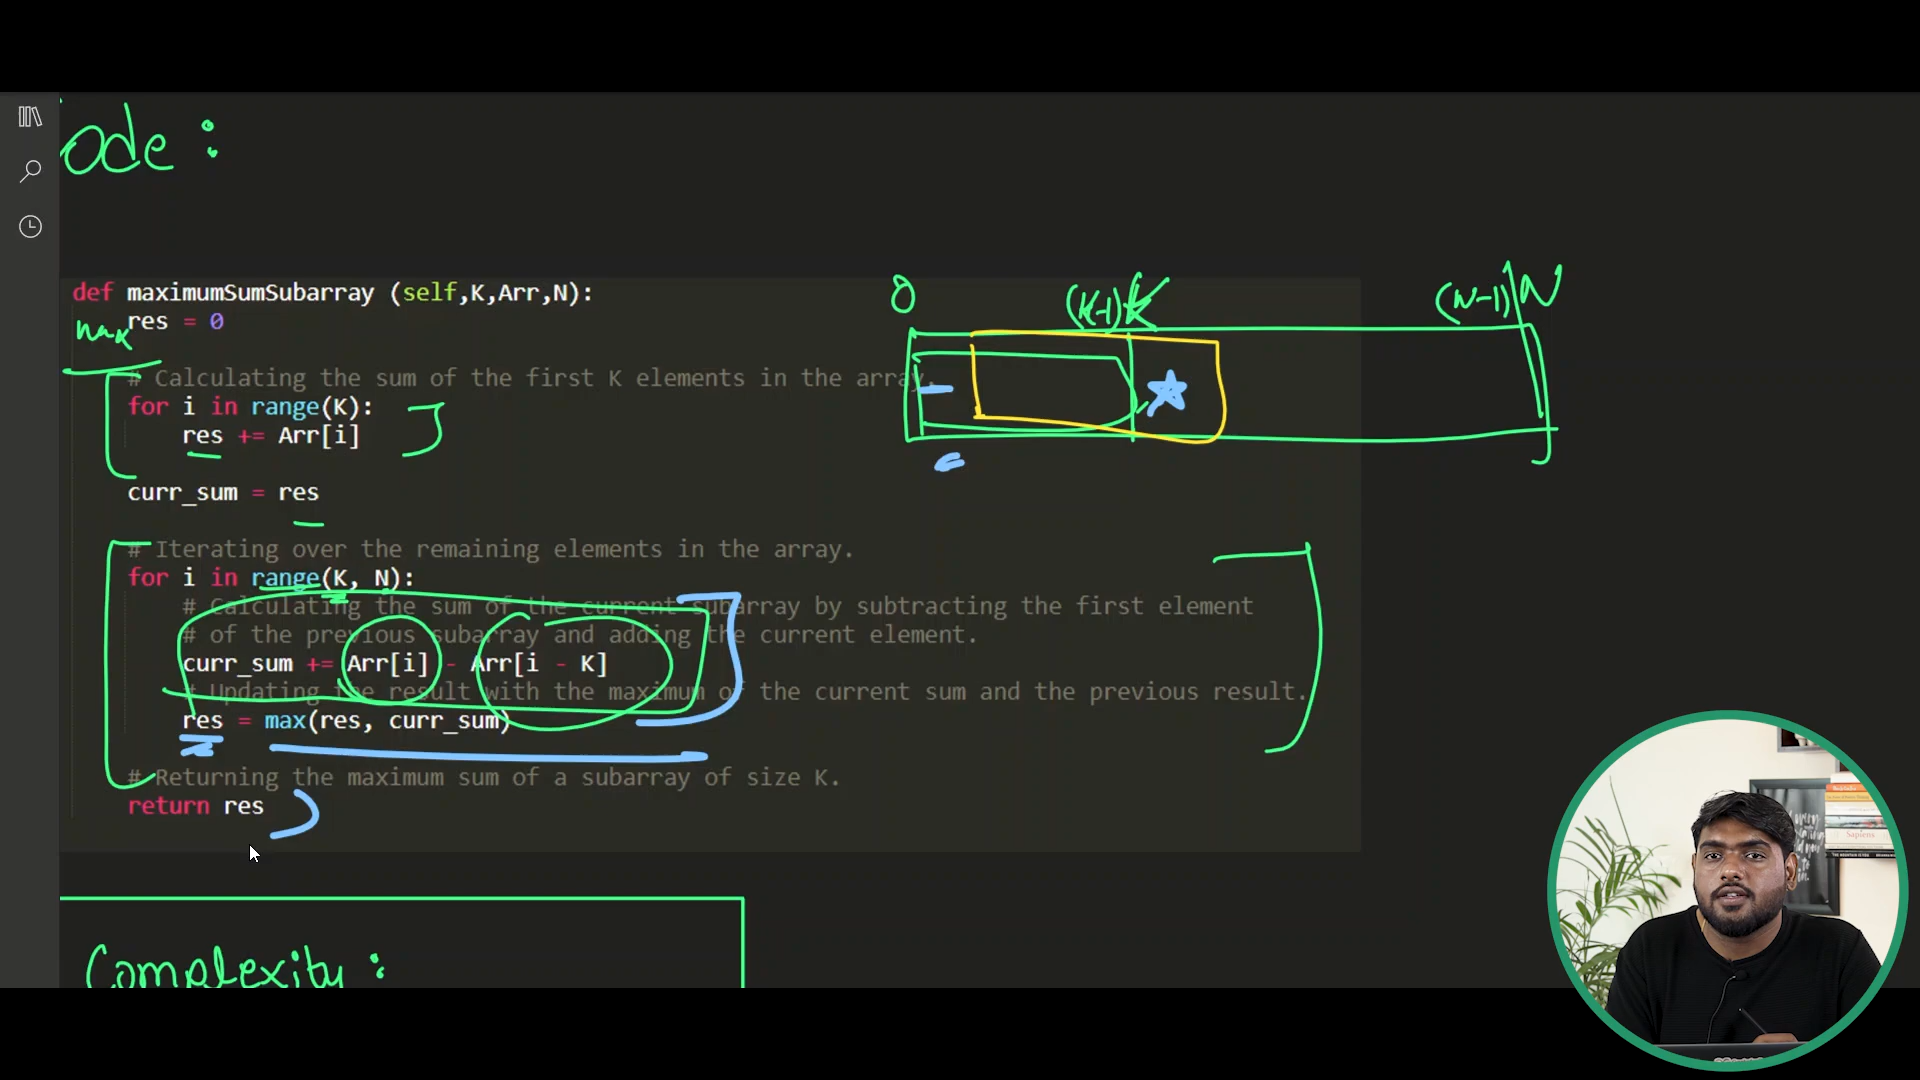 ode :
def maximumSumSubarray (self,K,Arr,N):
max
res = 0
# Calculating the sum of the first K elements in the array.
for i in range(K):
res += Arr[i]
curr_sum = res
# Iterating over the remaining elements in the array.
for i in range(K, N):
# Calculating the sum of the current subarray by subtracting the first element
# of the previous subarray and adding the current element.
curr_sum += Arr[i] - Arr[i - K]
# Updating the result with the maximum of the current sum and the previous result.
res = max(res, curr_sum)
# Returning the maximum sum of a subarray of size K.
return res
0 (K-1) K (N-1) N
Complexity :